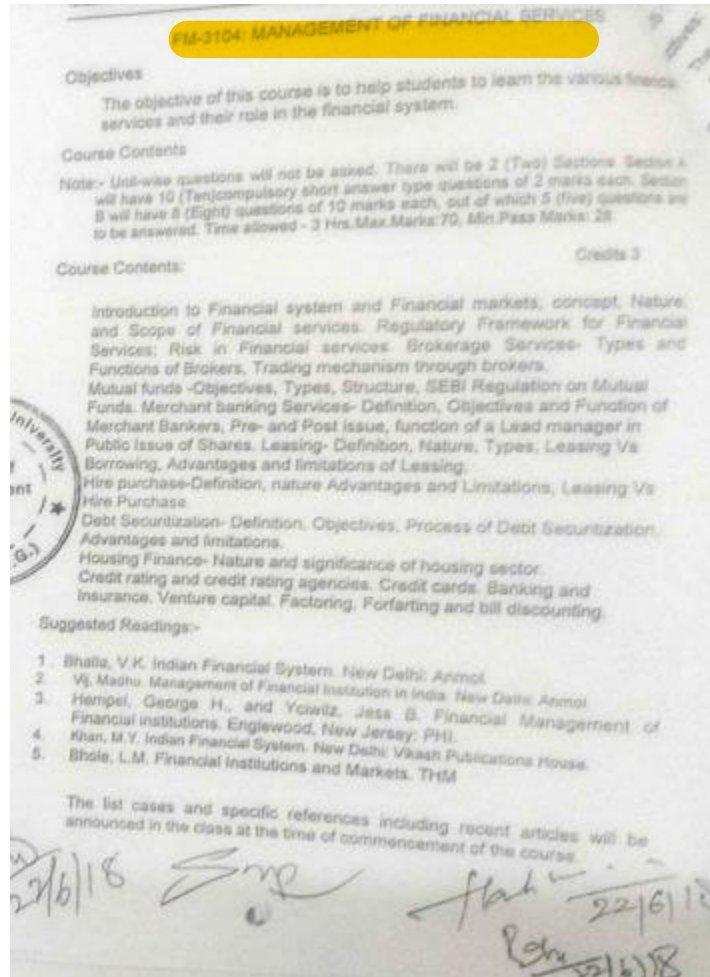 FM-3104: MANAGEMENT OF FINANCIAL SERVICES
Objectives
The objective of this course is to help students to learn the various
services and their role in the financial system.
Course Contents
Note:- Unit-wise questions will not be asked. There will be 2 (Two) Sections. Section A
will have 10 (Ten)compulsory short answer type questions of 2 marks each. Section
B will have 8 (Eight) questions of 10 marks each, out of which 5 (five) questions are
to be answered. Time allowed - 3 Hrs.Max.Marks:70, Min.Pass Marks: 28
Credits 3
Course Contents:
Introduction to Financial system and Financial markets, concept, Nature
and Scope of Financial services. Regulatory Framework for Financial
Services; Risk in Financial services. Brokerage Services- Types and
Functions of Brokers, Trading mechanism through brokers.
Mutual funds -Objectives, Types, Structure, SEBI Regulation on Mutual
Funds. Merchant banking Services- Definition, Objectives and Function of
Merchant Bankers, Pre- and Post issue, function of a Lead manager in
Public Issue of Shares. Leasing- Definition, Nature, Types, Leasing Vs
Borrowing, Advantages and limitations of Leasing.
Hire purchase-Definition, nature Advantages and Limitations, Leasing Vs
Hire Purchase.
Debt Securitization- Definition, Objectives, Process of Debt Securitization,
Advantages and limitations.
Housing Finance- Nature and significance of housing sector.
Credit rating and credit rating agencies. Credit cards. Banking and
Insurance. Venture capital. Factoring. Forfarting and bill discounting.
Suggested Readings:-
1. Bhalla, V.K. Indian Financial System. New Delhi: Anmol.
2. Vij, Madhu. Management of Financial Institution in India. New Delhi: Anmol.
3. Hempel, George H., and Yciwitz, Jess B. Financial Management of
Financial institutions. Englewood, New Jersey: PHI.
4. Khan, M.Y. Indian Financial System. New Delhi: Vikash Publications House.
5. Bhole, L.M. Financial Institutions and Markets. THM
The list cases and specific references including recent articles will be
announced in the class at the time of commencement of the course.
22/6/18
22/6/18